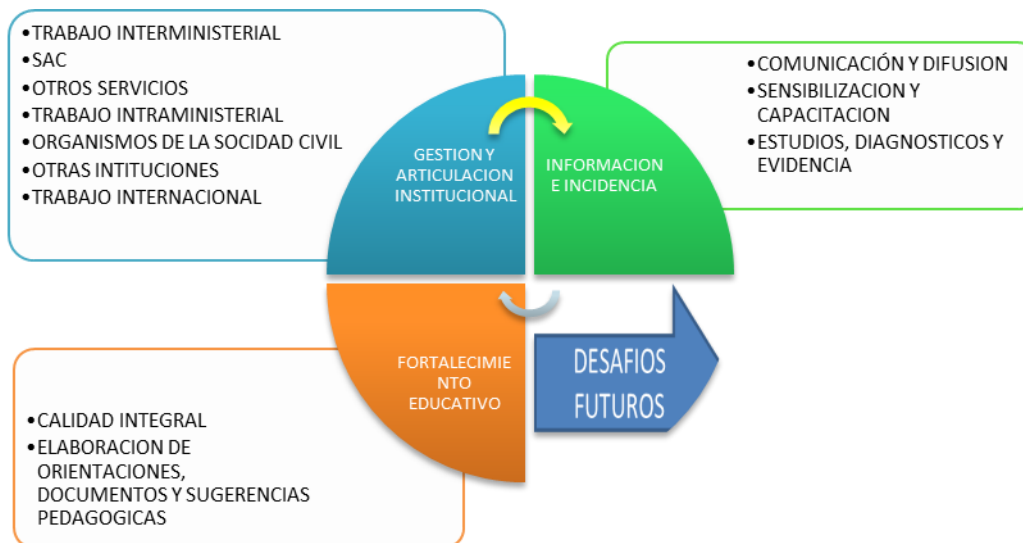 •TRABAJO INTERMINISTERIAL
•SAC
•OTROS SERVICIOS
•TRABAJO INTRAMINISTERIAL
•ORGANISMOS DE LA SOCIDAD CIVIL
•OTRAS INTITUCIONES
•TRABAJO INTERNACIONAL
GESTION Y
ARTICULACION
INSTITUCIONAL
INFORMACION
E INCIDENCIA
•COMUNICACIÓN Y DIFUSION
•SENSIBILIZACION Y
CAPACITACION
•ESTUDIOS, DIAGNOSTICOS Y
EVIDENCIA
FORTALECIMIE
NTO
EDUCATIVO
DESAFIOS
FUTUROS
•CALIDAD INTEGRAL
•ELABORACION DE
ORIENTACIONES,
DOCUMENTOS Y SUGERENCIAS
PEDAGOGICAS